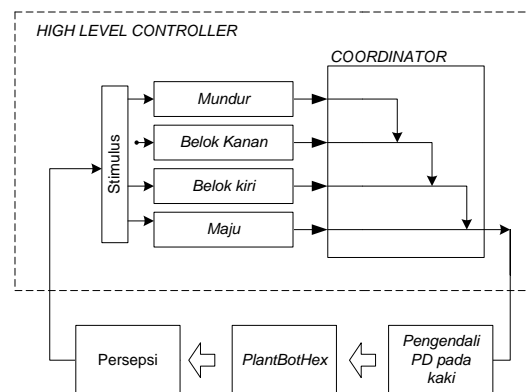 HIGH LEVEL CONTROLLER
COORDINATOR
Stimulus
Mundur
Belok Kanan
Belok kiri
Maju
Persepsi
PlantBotHex
Pengendali
PD pada
kaki